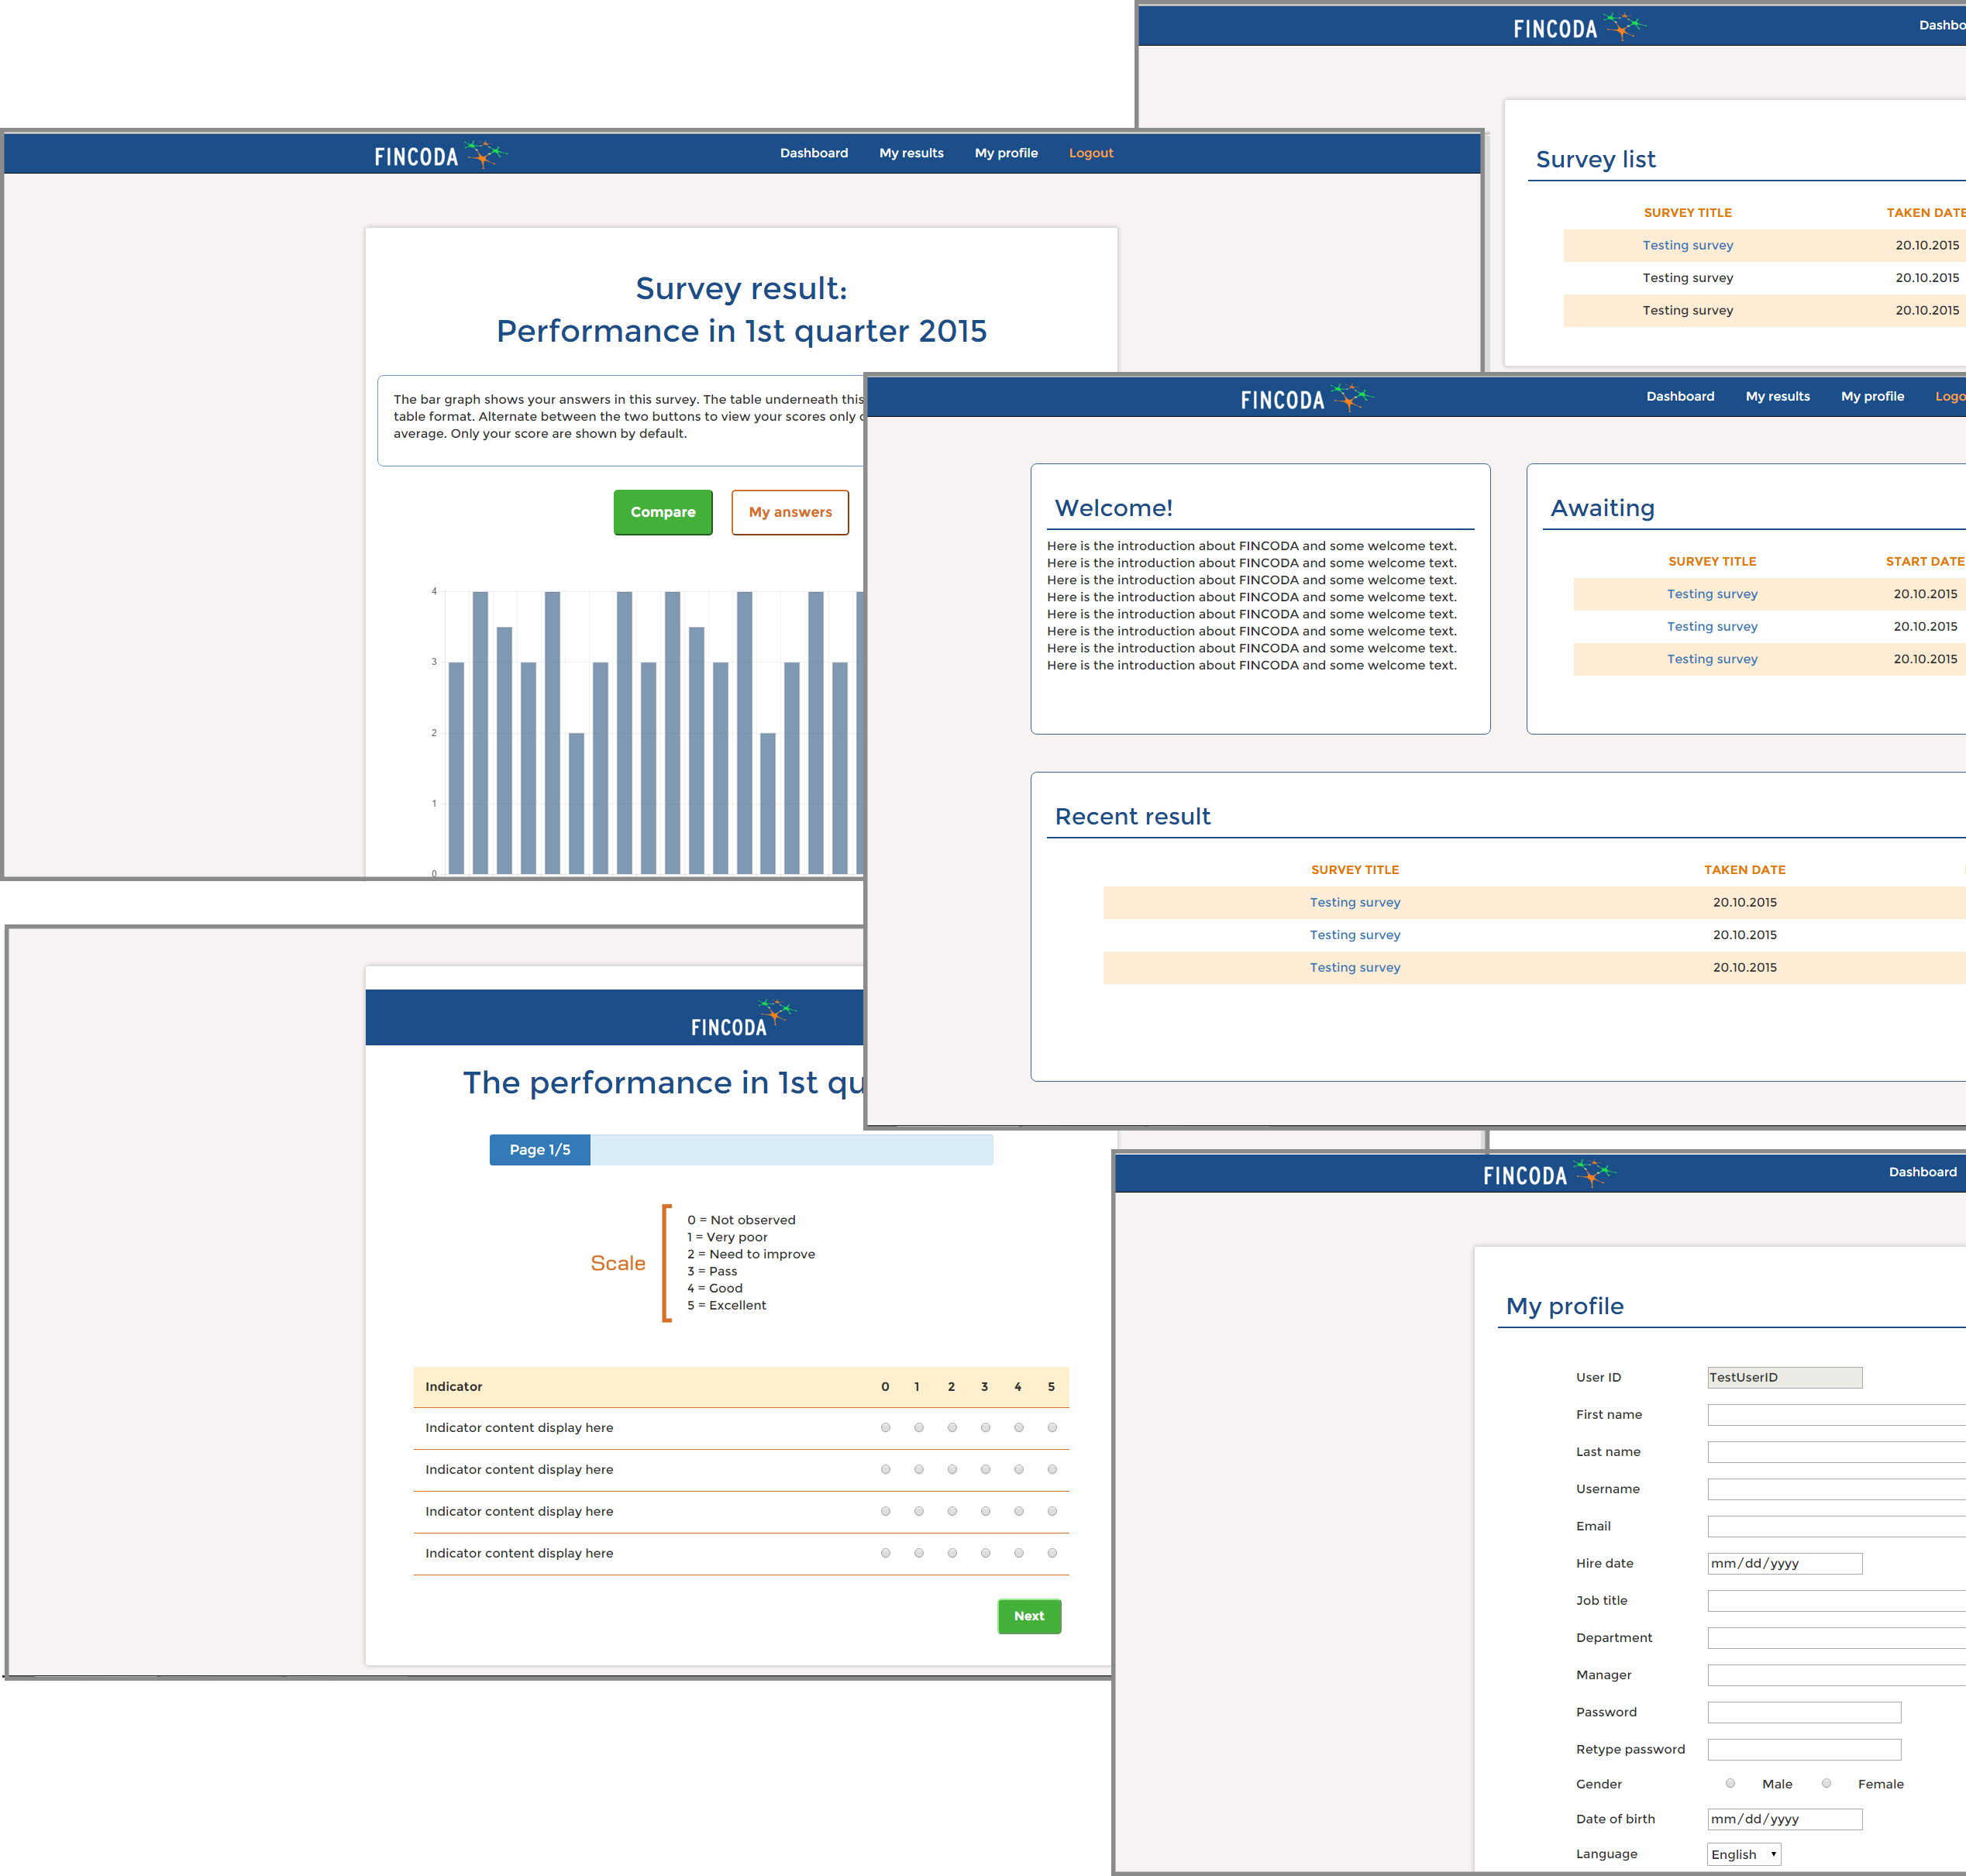 FINCODA
Survey list
SURVEY TITLE
Testing survey 20.10.2015
Testing survey 20.10.2015
Testing survey 20.10.2015
FINCODA Dashboard My results My profile Logout
Survey result:
Performance in 1st quarter 2015
The bar graph shows your answers in this survey. The table underneath this
table format. Alternate between the two buttons to view your scores only
average. Only your score are shown by default.
Compare My answers
4
3
2
1
0
FINCODA Dashboard My results My profile
Welcome!
Here is the introduction about FINCODA and some welcome text.
Here is the introduction about FINCODA and some welcome text.
Here is the introduction about FINCODA and some welcome text.
Here is the introduction about FINCODA and some welcome text.
Here is the introduction about FINCODA and some welcome text.
Here is the introduction about FINCODA and some welcome text.
Here is the introduction about FINCODA and some welcome text.
Here is the introduction about FINCODA and some welcome text.
Awaiting
SURVEY TITLE START DATE
Testing survey 20.10.2015
Testing survey 20.10.2015
Testing survey 20.10.2015
Recent result
SURVEY TITLE TAKEN DATE
Testing survey 20.10.2015
Testing survey 20.10.2015
Testing survey 20.10.2015
FINCODA
The performance in 1st
Page 1/5
Scale
0 = Not observed
1 = Very poor
2 = Need to improve
3 = Pass
4 = Good
5 = Excellent
Indicator 0 1 2 3 4 5
Indicator content display here
Indicator content display here
Indicator content display here
Indicator content display here
Next
FINCODA Dashboard
My profile
User ID TestUserID
First name
Last name
Username
Email
Hire date mm/dd/yyyy
Job title
Department
Manager
Password
Retype password
Gender Male Female
Date of birth mm/dd/yyyy
Language English